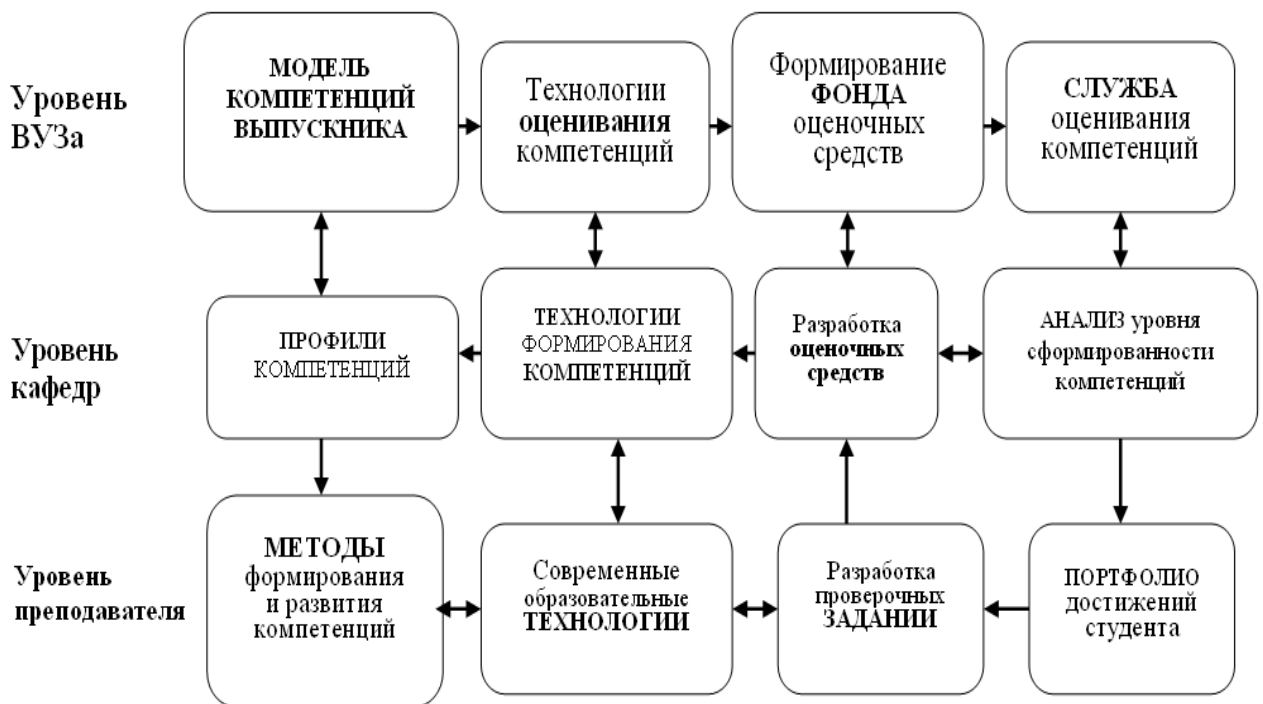 Уровень
ВУЗа
МОДЕЛЬ
КОМПЕТЕНЦИЙ
ВЫПУСКНИКА
Технологии
оценивания
компетенций
Формирование
ФОНДА
оценочных
средств
СЛУЖБА
оценивания
компетенций
Уровень
кафедр
ПРОФИЛИ
КОМПЕТЕНЦИЙ
ТЕХНОЛОГИИ
ФОРМИРОВАНИЯ
КОМПЕТЕНЦИЙ
Разработка
оценочных
средств
АНАЛИЗ уровня
сформированности
компетенций
Уровень
преподавателя
МЕТОДЫ
формирования
и развития
компетенций
Современные
образовательные
ТЕХНОЛОГИИ
Разработка
проверочных
ЗАДАНИИ
ПОРТФОЛИО
достижений
студента